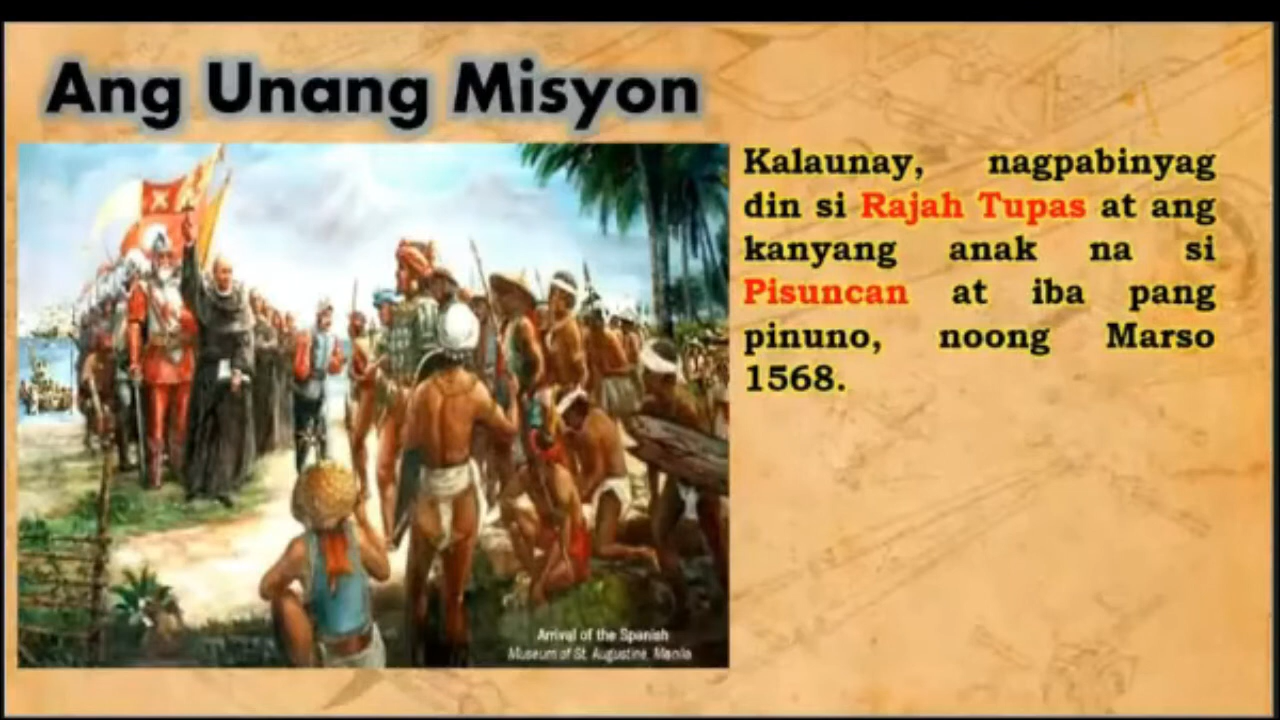 Ang Unang Misyon
Kalaunay, nagpabinyag
din si Rajah Tupas at ang
kanyang anak na si
Pisuncan at iba pang
pinuno, noong Marso
1568.
Arrival of the Spanish
Museum of St. Augustine, Manila